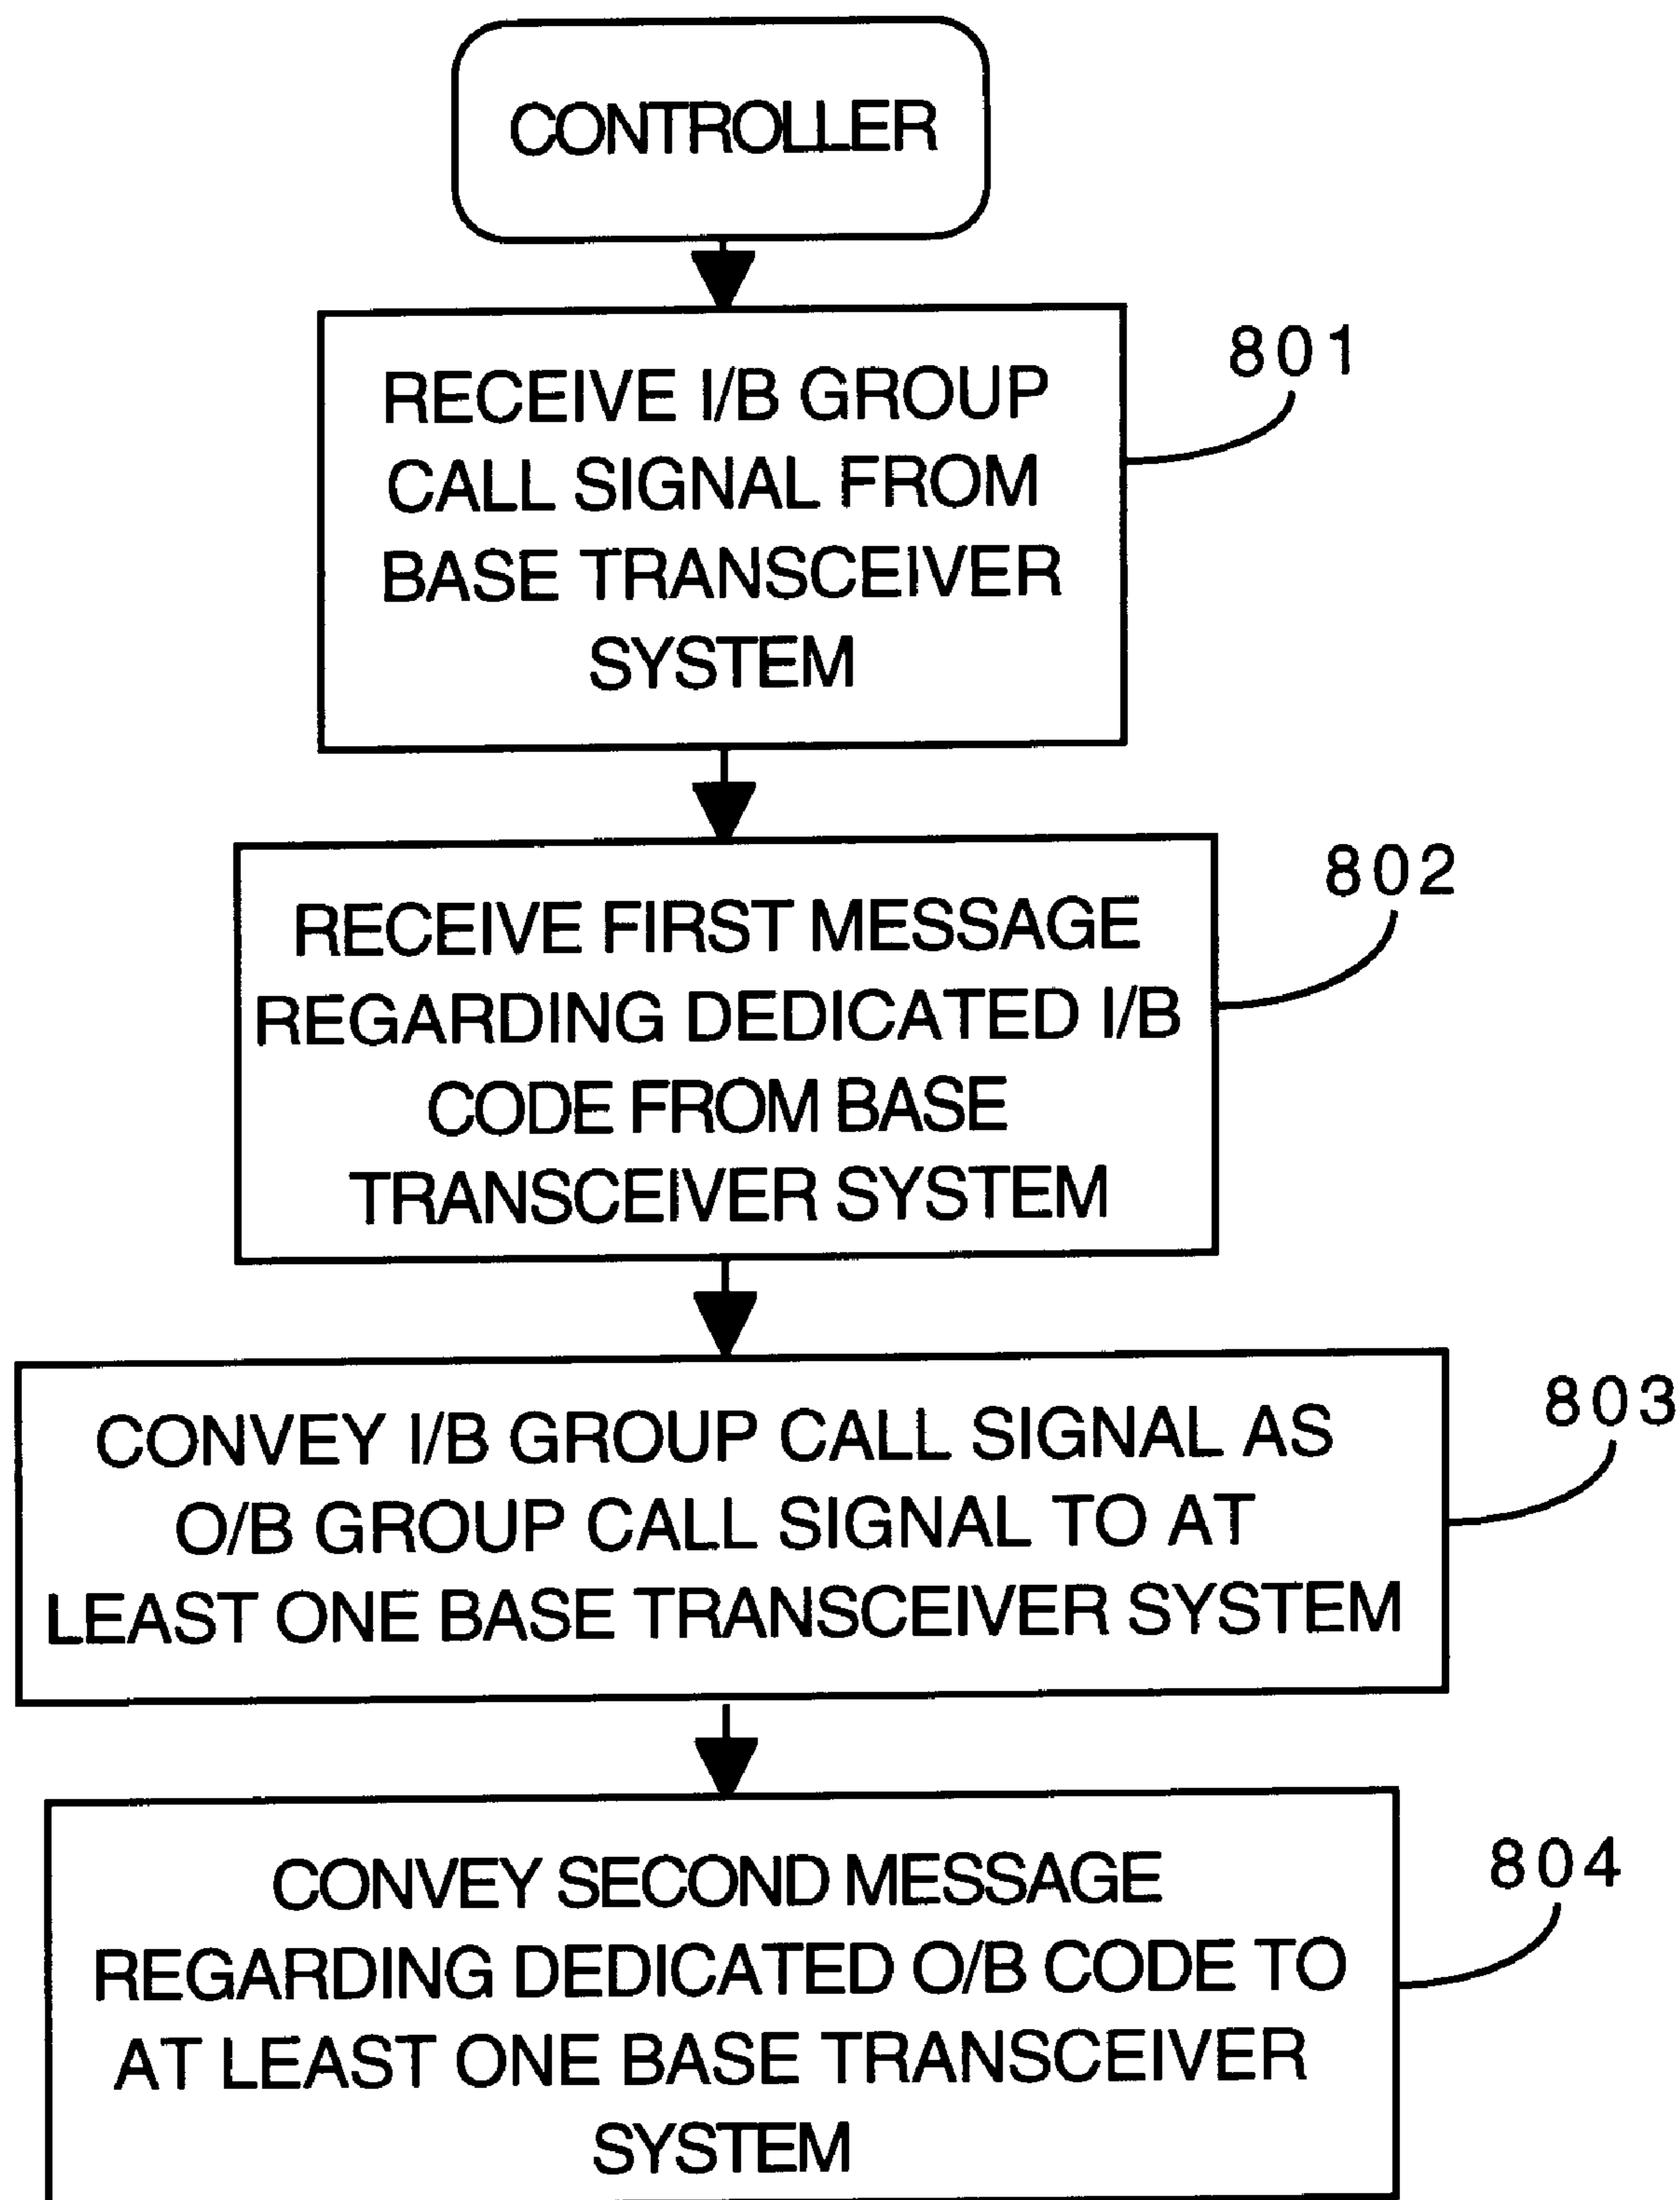 CONTROLLER
801
RECEIVE I/B GROUP
CALL SIGNAL FROM
BASE TRANSCEIVER
SYSTEM
802
RECEIVE FIRST MESSAGE
REGARDING DEDICATED I/B
CODE FROM BASE
TRANSCEIVER SYSTEM
803
CONVEY I/B GROUP CALL SIGNAL AS
O/B GROUP CALL SIGNAL TO AT
LEAST ONE BASE TRANSCEIVER SYSTEM
804
CONVEY SECOND MESSAGE
REGARDING DEDICATED O/B CODE TO
AT LEAST ONE BASE TRANSCEIVER
SYSTEM